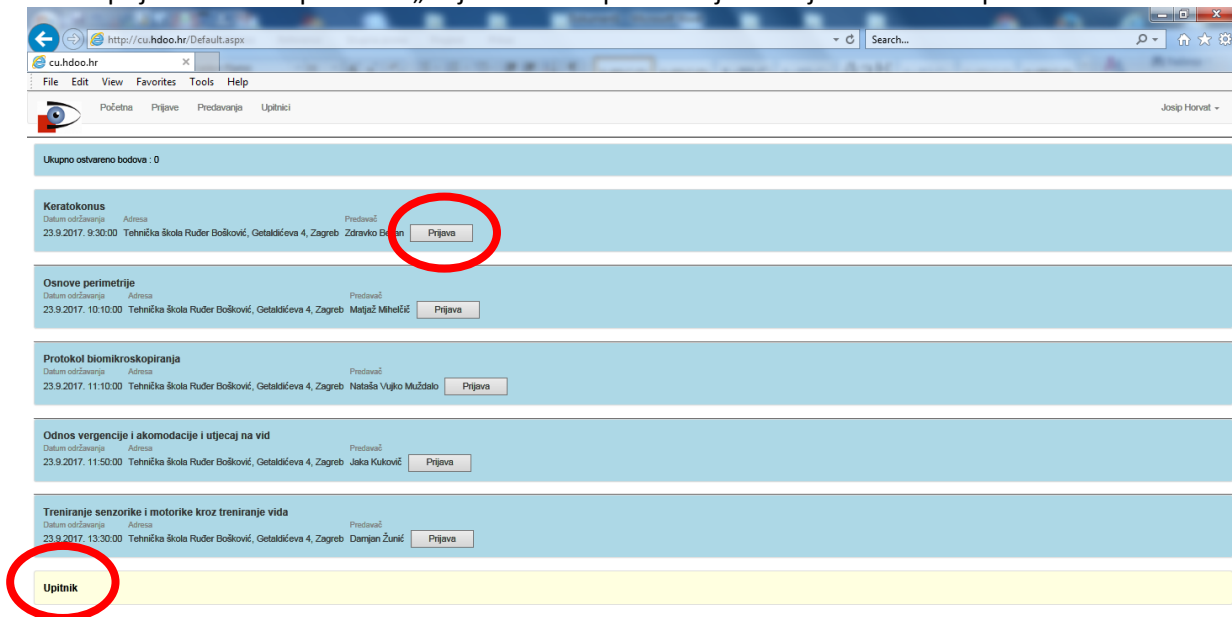 http://cu.hdoo.hr/Default.aspx
Search...
cu.hdoo.hr
File Edit View Favorites Tools Help
Početna Prijave Predavanja Upitnici Josip Horvat
Ukupno ostvareno bodova : 0
Keratokonus
Datum održavanja Adresa Predavač
23.9.2017. 9:30:00 Tehnička škola Ruđer Bošković, Getaldićeva 4, Zagreb Zdravko Prijava
Osnove perimetrije
Datum održavanja Adresa Predavač
23.9.2017. 10:10:00 Tehnička škola Ruđer Bošković, Getaldićeva 4, Zagreb Matjaž Mihelčič Prijava
Protokol biomikroskopiranja
Datum održavanja Adresa Predavač
23.9.2017. 11:10:00 Tehnička škola Ruđer Bošković, Getaldićeva 4, Zagreb Nataša Vujko Muždalo Prijava
Odnos vergencije i akomodacije i utjecaj na vid
Datum održavanja Adresa Predavač
23.9.2017. 11:50:00 Tehnička škola Ruđer Bošković, Getaldićeva 4, Zagreb Jaka Kukovič Prijava
Treniranje senzorike i motorike kroz treniranje vida
Datum održavanja Adresa Predavač
23.9.2017. 13:30:00 Tehnička škola Ruđer Bošković, Getaldićeva 4, Zagreb Damjan Žunić Prijava
Upitnik